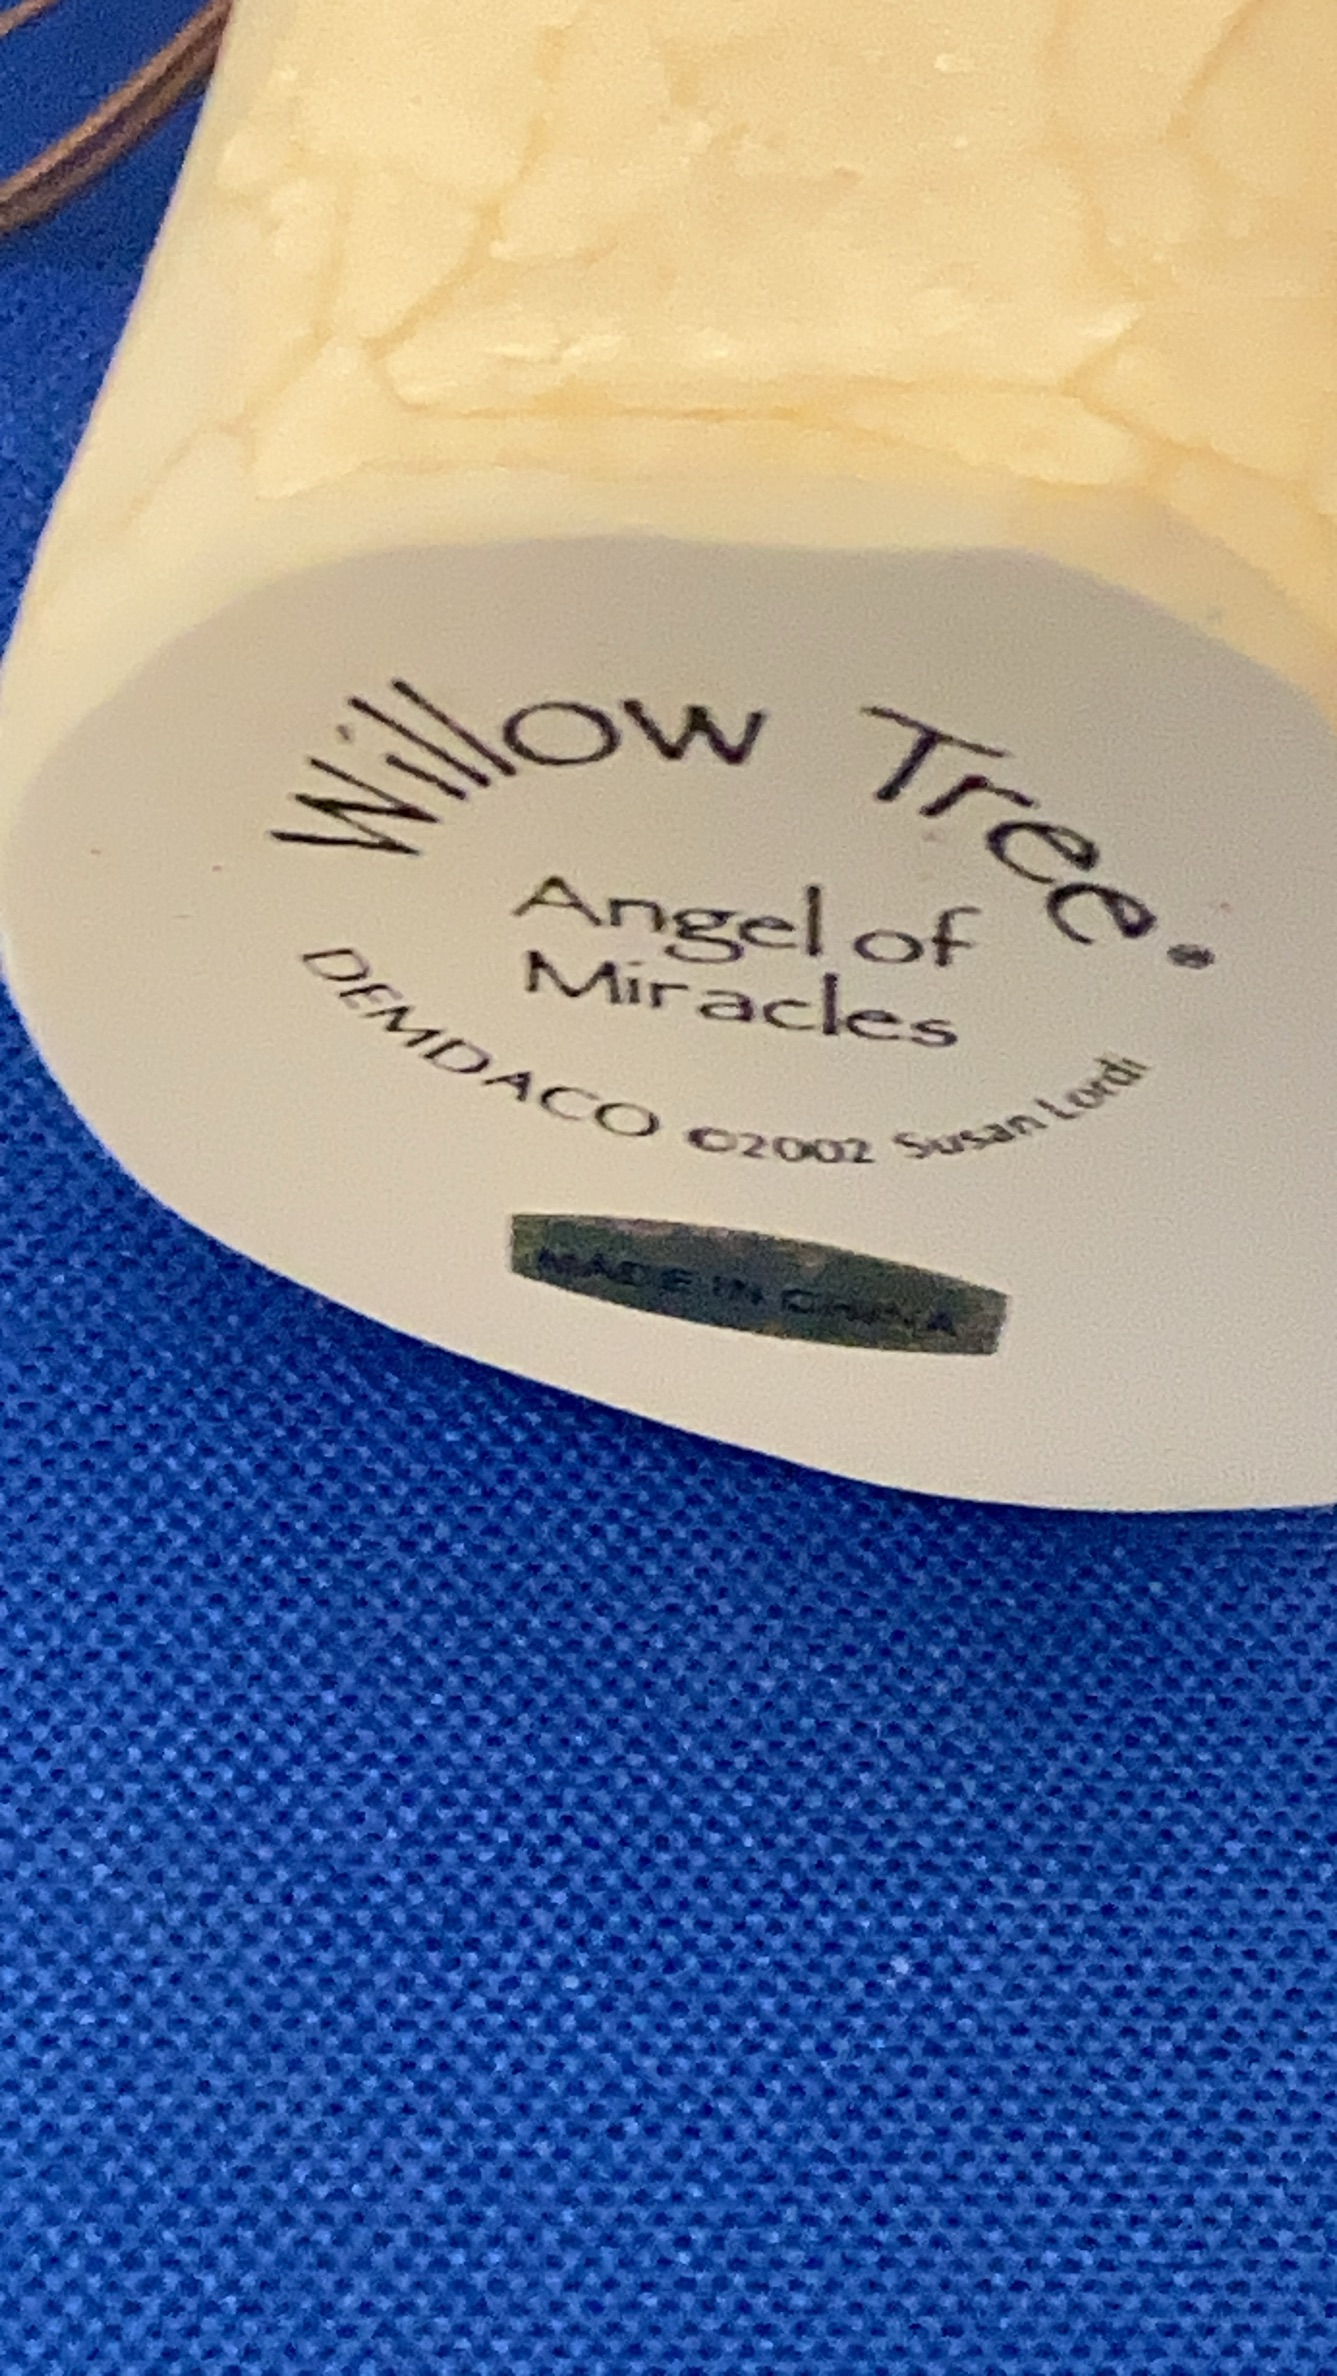 Willow Tree®
Angel of
Miracles
DEMDACO ©2002 Susan Lordi
MADE IN CHINA